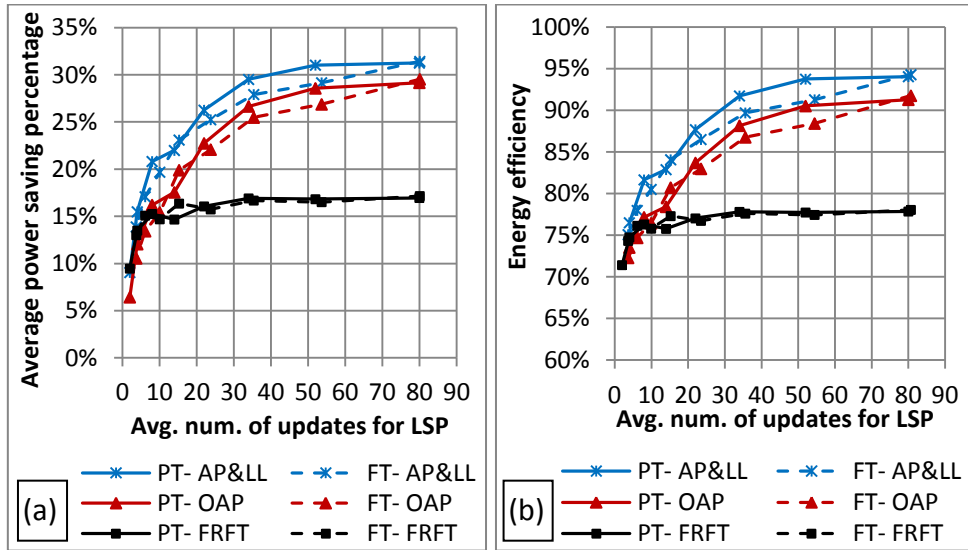 Average power saving percentage
35%
30%
25%
20%
15%
10%
5%
0%
0 10 20 30 40 50 60 70 80 90
Avg. num. of updates for LSP
PT- AP&LL FT- AP&LL
PT- OAP FT- OAP
PT- FRFT FT- FRFT
(a)
Energy efficiency
100%
95%
90%
85%
80%
75%
70%
65%
60%
0 10 20 30 40 50 60 70 80 90
Avg. num. of updates for LSP
PT- AP&LL FT- AP&LL
PT- OAP FT- OAP
PT- FRFT FT- FRFT
(b)